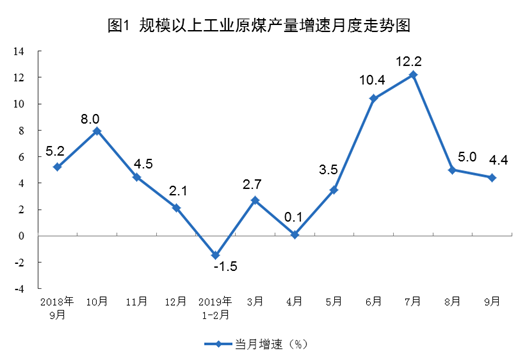 图1 规模以上工业原煤产量增速月度走势图
14
12
10
8
6
4
2
0
-2
-4
5.2
8.0
4.5
2.1
-1.5
2.7
0.1
3.5
10.4
12.2
5.0
4.4
2018年
9月
10月
11月
12月
2019年
1-2月
3月
4月
5月
6月
7月
8月
9月
当月增速（%）